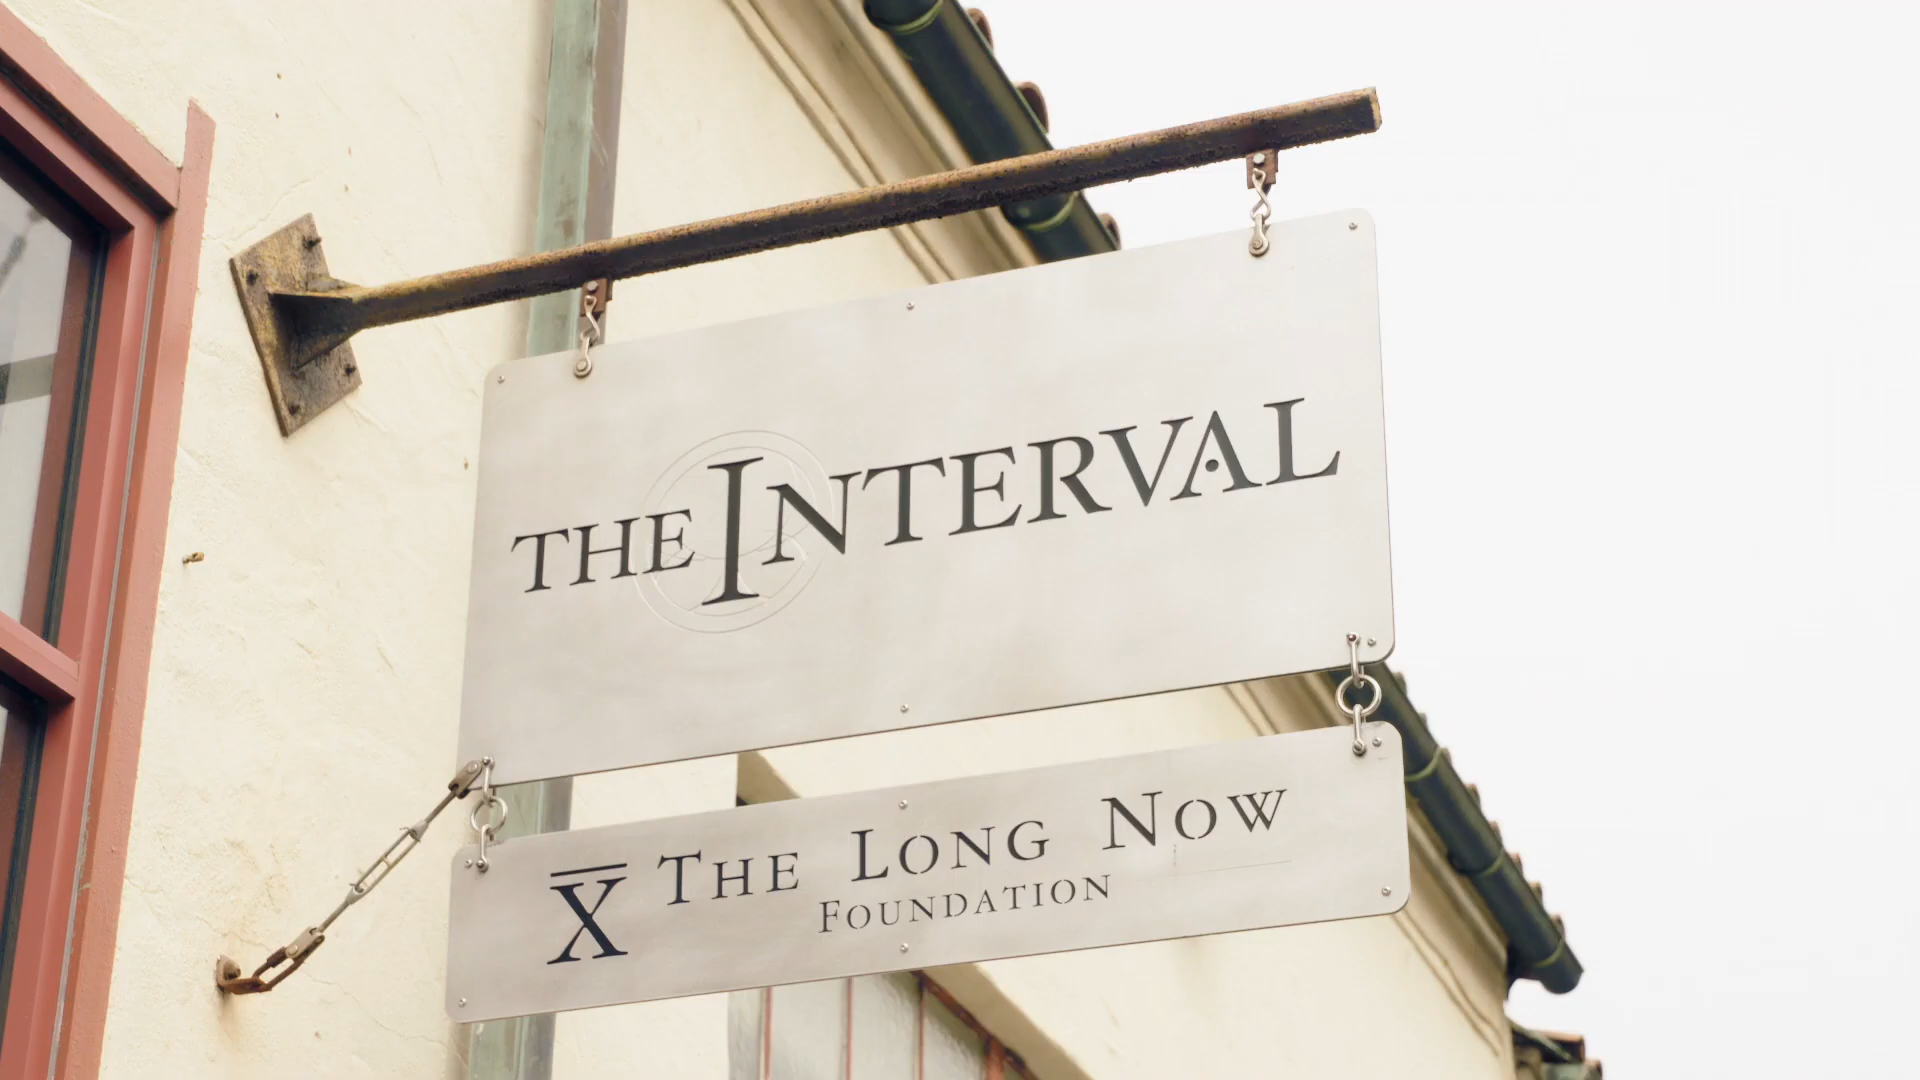 THE INTERVAL
X̅ THE LONG NOW
FOUNDATION